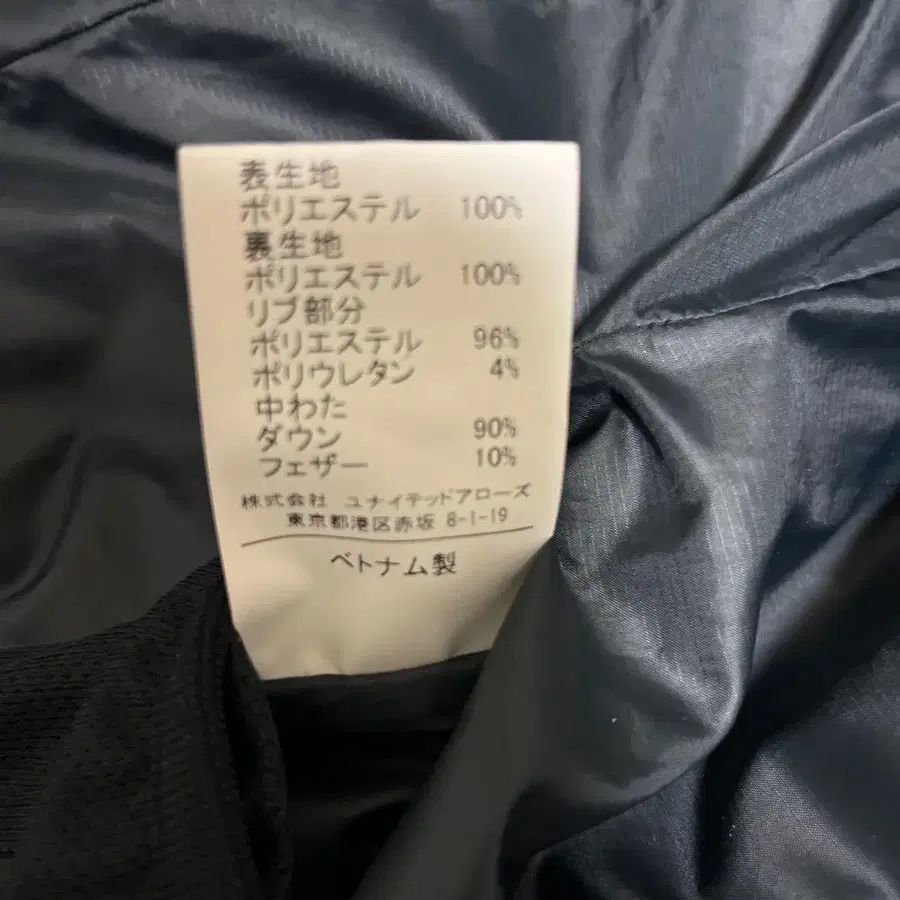 表生地
ポリエステル 100%
裏生地
ポリエステル 100%
リブ部分
ポリエステル 96%
ポリウレタン 4%
中わた
ダウン 90%
フェザー 10%
株式会社 ユナイテッドアローズ
東京都港区赤坂 8-1-19
ベトナム製